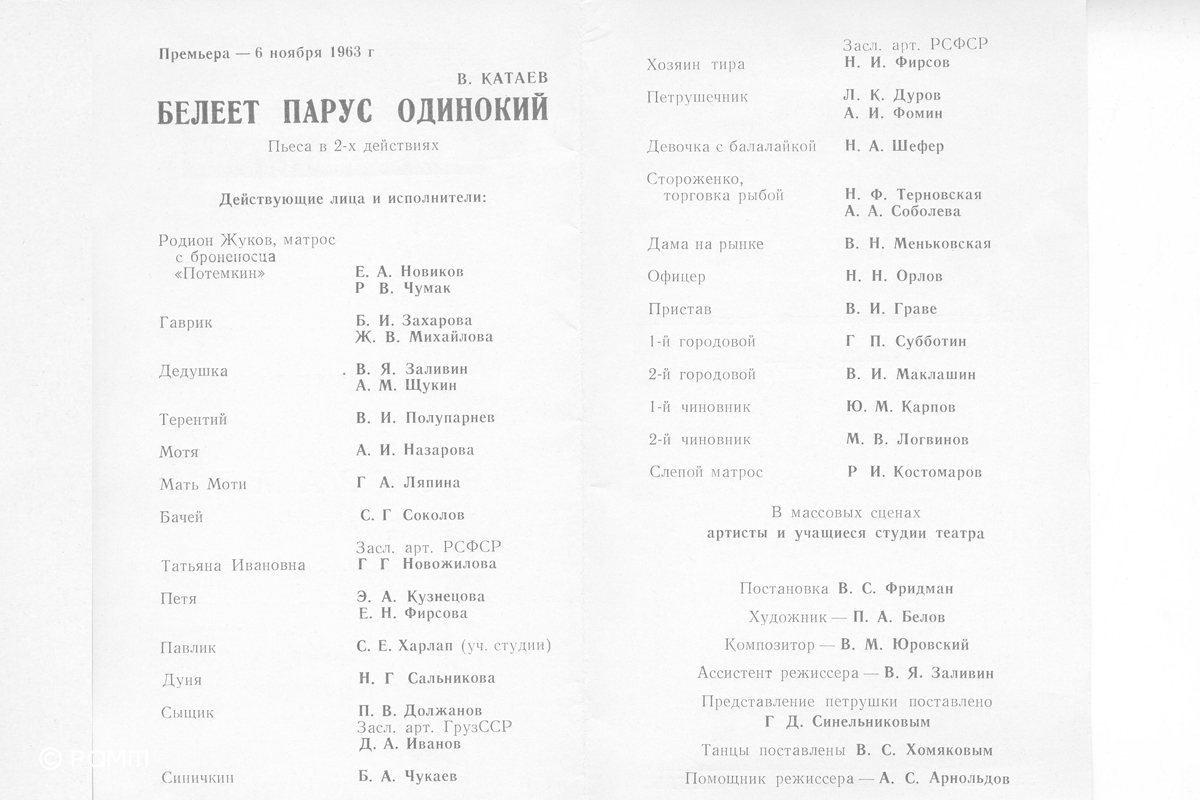 Премьера — 6 ноября 1963 г
В. КАТАЕВ
БЕЛЕЕТ ПАРУС ОДИНОКИЙ
Пьеса в 2-х действиях
Действующие лица и исполнители:
Родион Жуков, матрос
с броненосца
«Потемкин» Е. А. Новиков
Р В. Чумак
Гаврик Б. И. Захарова
Ж. В. Михайлова
Дедушка . В. Я. Заливин
А. М. Щукин
Терентий В. И. Полупарнев
Мотя А. И. Назарова
Мать Моти Г А. Ляпина
Бачей С. Г Соколов
Засл. арт. РСФСР
Татьяна Ивановна Г Г Новожилова
Петя Э. А. Кузнецова
Е. Н. Фирсова
Павлик С. Е. Харлап (уч. студии)
Дуня Н. Г Сальникова
Сыщик П. В. Должанов
Засл. арт. ГрузССР
Д. А. Иванов
Синичкин Б. А. Чукаев
Засл. арт. РСФСР
Хозяин тира Н. И. Фирсов
Петрушечник Л. К. Дуров
А. И. Фомин
Девочка с балалайкой Н. А. Шефер
Стороженко,
торговка рыбой Н. Ф. Терновская
А. А. Соболева
Дама на рынке В. Н. Меньковская
Офицер Н. Н. Орлов
Пристав В. И. Граве
1-й городовой Г П. Субботин
2-й городовой В. И. Маклашин
1-й чиновник Ю. М. Карпов
2-й чиновник М. В. Логвинов
Слепой матрос Р И. Костомаров
В массовых сценах
артисты и учащиеся студии театра
Постановка В. С. Фридман
Художник — П. А. Белов
Композитор — В. М. Юровский
Ассистент режиссера — В. Я. Заливин
Представление петрушки поставлено
Г Д. Синельниковым
Танцы поставлены В. С. Хомяковым
Помощник режиссера — А. С. Арнольдов
© РАМТ